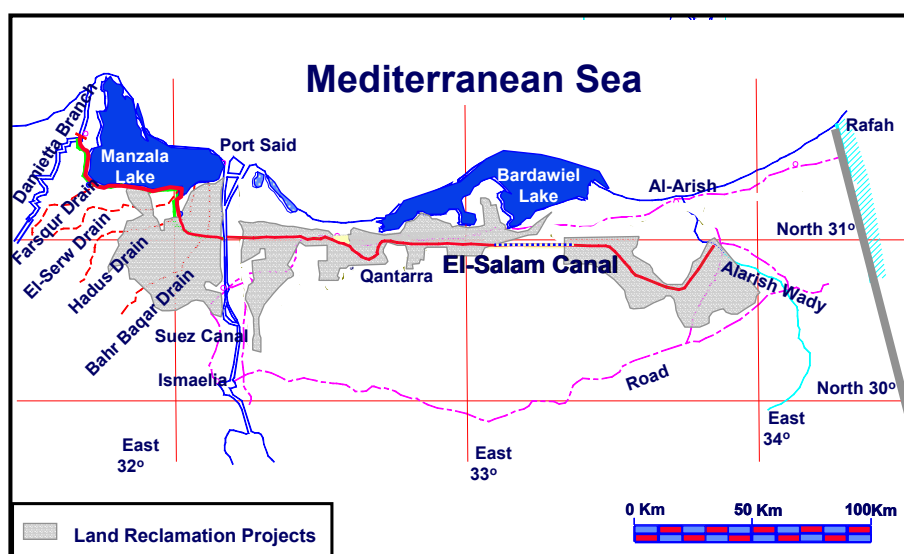 Mediterranean Sea
Damietta Branch
Manzala
Lake
Port Said
Bardawiel
Lake
Rafah
Al-Arish
Farsqur Drain
El-Serw Drain
Hadus Drain
Bahr Baqar Drain
North 31º
Qantarra
El-Salam Canal
Alarish Wady
Suez Canal
Ismaelia
Road
North 30º
East
32º
33º
East
East
34º
0 Km
50 Km
100Km
Land Reclamation Projects